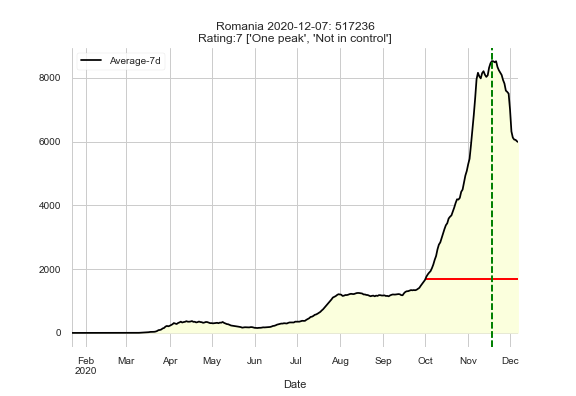 Romania 2020-12-07: 517236
Rating:7 ['One peak', 'Not in control']
Average-7d
8000
6000
4000
2000
0
Feb Mar Apr May Jun Jul Aug Sep Oct Nov Dec
2020
Date